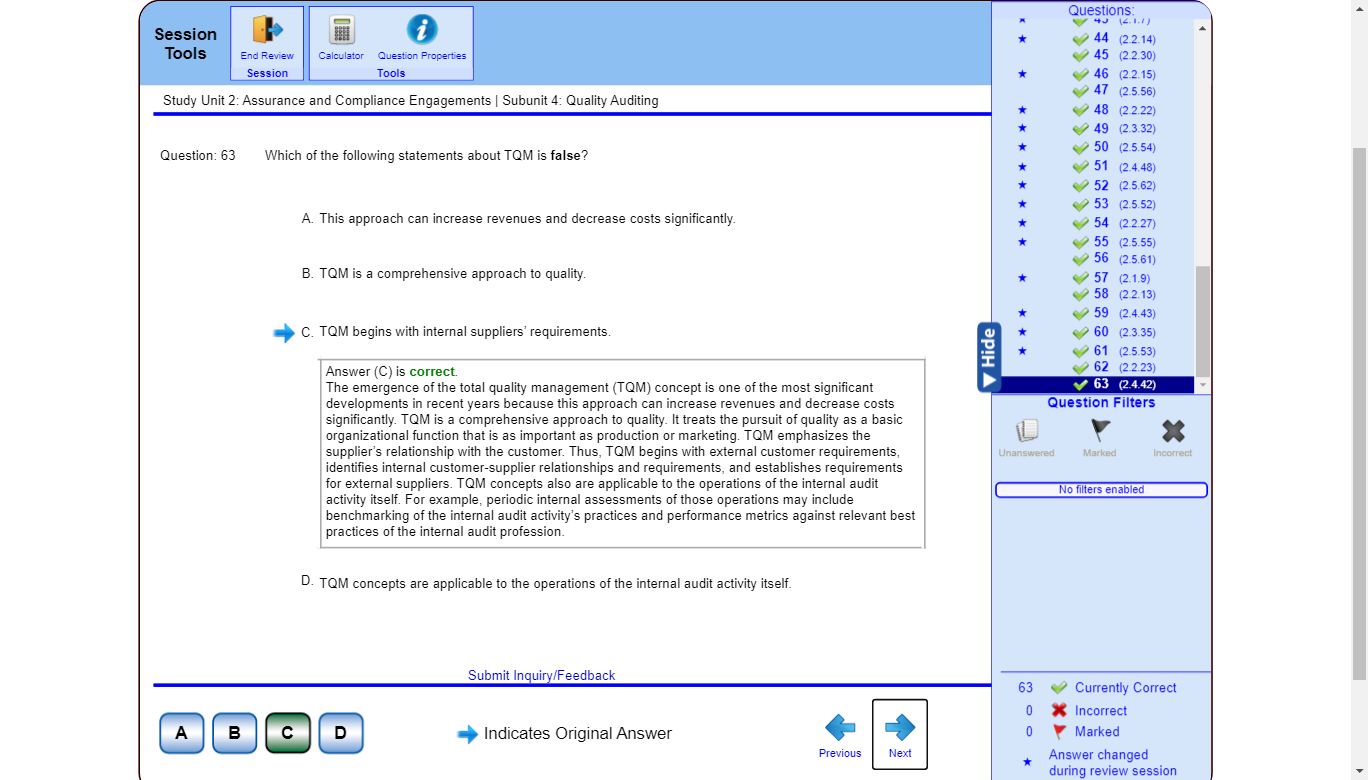 Session
Tools
End Review
Session
Calculator
Question Properties
Tools
Study Unit 2: Assurance and Compliance Engagements | Subunit 4: Quality Auditing
Question: 63 Which of the following statements about TQM is false?
A. This approach can increase revenues and decrease costs significantly.
B. TQM is a comprehensive approach to quality.
C. TQM begins with internal suppliers' requirements.
Answer (C) is correct.
The emergence of the total quality management (TQM) concept is one of the most significant
developments in recent years because this approach can increase revenues and decrease costs
significantly. TQM is a comprehensive approach to quality. It treats the pursuit of quality as a basic
organizational function that is as important as production or marketing. TQM emphasizes the
supplier's relationship with the customer. Thus, TQM begins with external customer requirements,
identifies internal customer-supplier relationships and requirements, and establishes requirements
for external suppliers. TQM concepts also are applicable to the operations of the internal audit
activity itself. For example, periodic internal assessments of those operations may include
benchmarking of the internal audit activity's practices and performance metrics against relevant best
practices of the internal audit profession.
D. TQM concepts are applicable to the operations of the internal audit activity itself.
Submit Inquiry/Feedback
A B C D
Indicates Original Answer
Previous
Next
Questions:
43 (2.1.7)
44 (2.2.14)
45 (2.2.30)
46 (2.2.15)
47 (2.5.56)
48 (2.2.22)
49 (2.3.32)
50 (2.5.54)
51 (2.4.48)
52 (2.5.62)
53 (2.5.52)
54 (2.2.27)
55 (2.5.55)
56 (2.5.61)
57 (2.1.9)
58 (2.2.13)
59 (2.4.43)
60 (2.3.35)
61 (2.5.53)
62 (2.2.23)
63 (2.4.42)
Hide
Question Filters
Unanswered
Marked
Incorrect
No filters enabled
63 Currently Correct
0 Incorrect
0 Marked
Answer changed
during review session